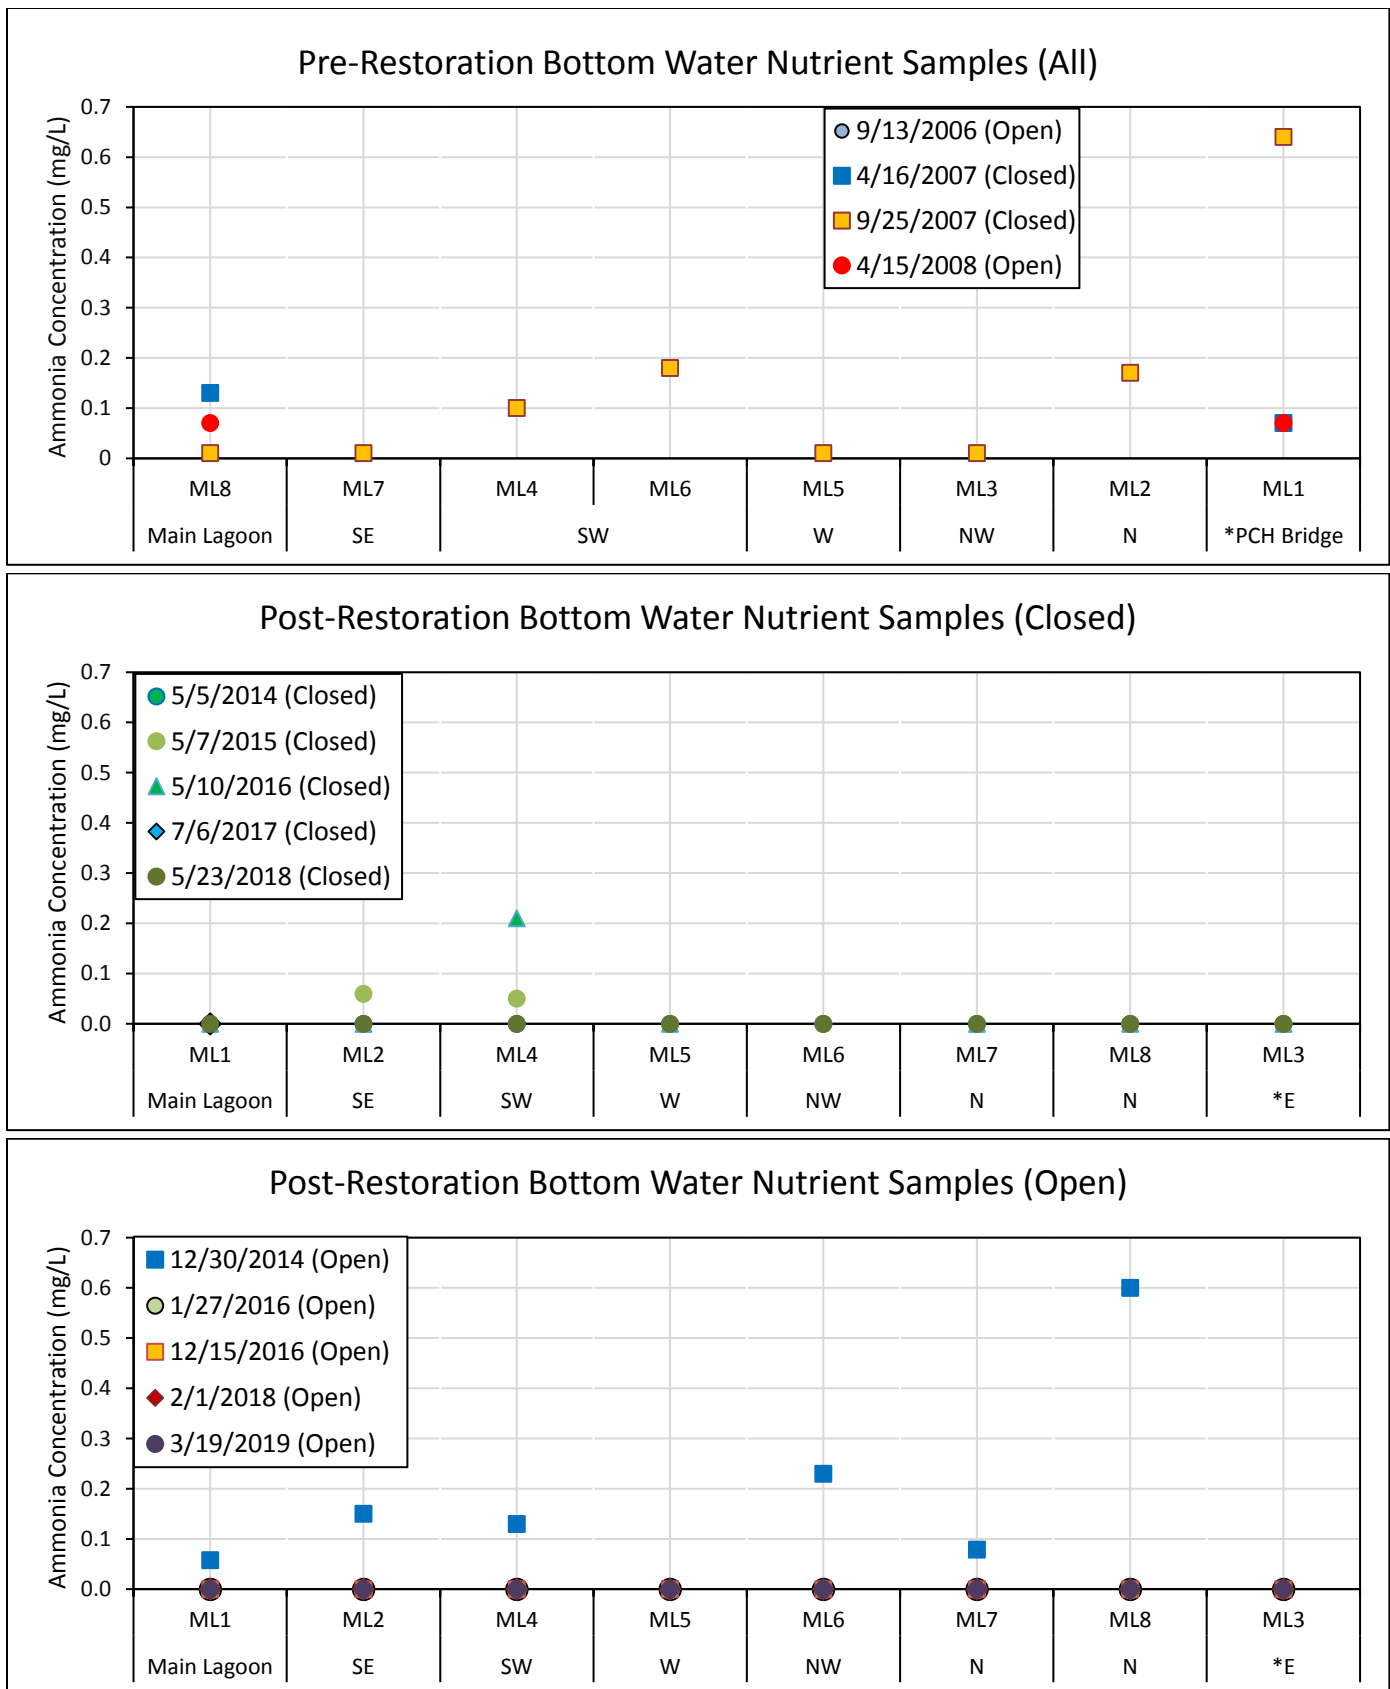 Pre-Restoration Bottom Water Nutrient Samples (All)
Ammonia Concentration (mg/L)
0.7
0.6
0.5
0.4
0.3
0.2
0.1
0
9/13/2006 (Open)
4/16/2007 (Closed)
9/25/2007 (Closed)
4/15/2008 (Open)
ML8 ML7 ML4 ML6 ML5 ML3 ML2 ML1
Main Lagoon SE SW W NW N *PCH Bridge
Post-Restoration Bottom Water Nutrient Samples (Closed)
Ammonia Concentration (mg/L)
0.7
0.6
0.5
0.4
0.3
0.2
0.1
0.0
5/5/2014 (Closed)
5/7/2015 (Closed)
5/10/2016 (Closed)
7/6/2017 (Closed)
5/23/2018 (Closed)
ML1 ML2 ML4 ML5 ML6 ML7 ML8 ML3
Main Lagoon SE SW W NW N N *E
Post-Restoration Bottom Water Nutrient Samples (Open)
Ammonia Concentration (mg/L)
0.7
0.6
0.5
0.4
0.3
0.2
0.1
0.0
12/30/2014 (Open)
1/27/2016 (Open)
12/15/2016 (Open)
2/1/2018 (Open)
3/19/2019 (Open)
ML1 ML2 ML4 ML5 ML6 ML7 ML8 ML3
Main Lagoon SE SW W NW N N *E